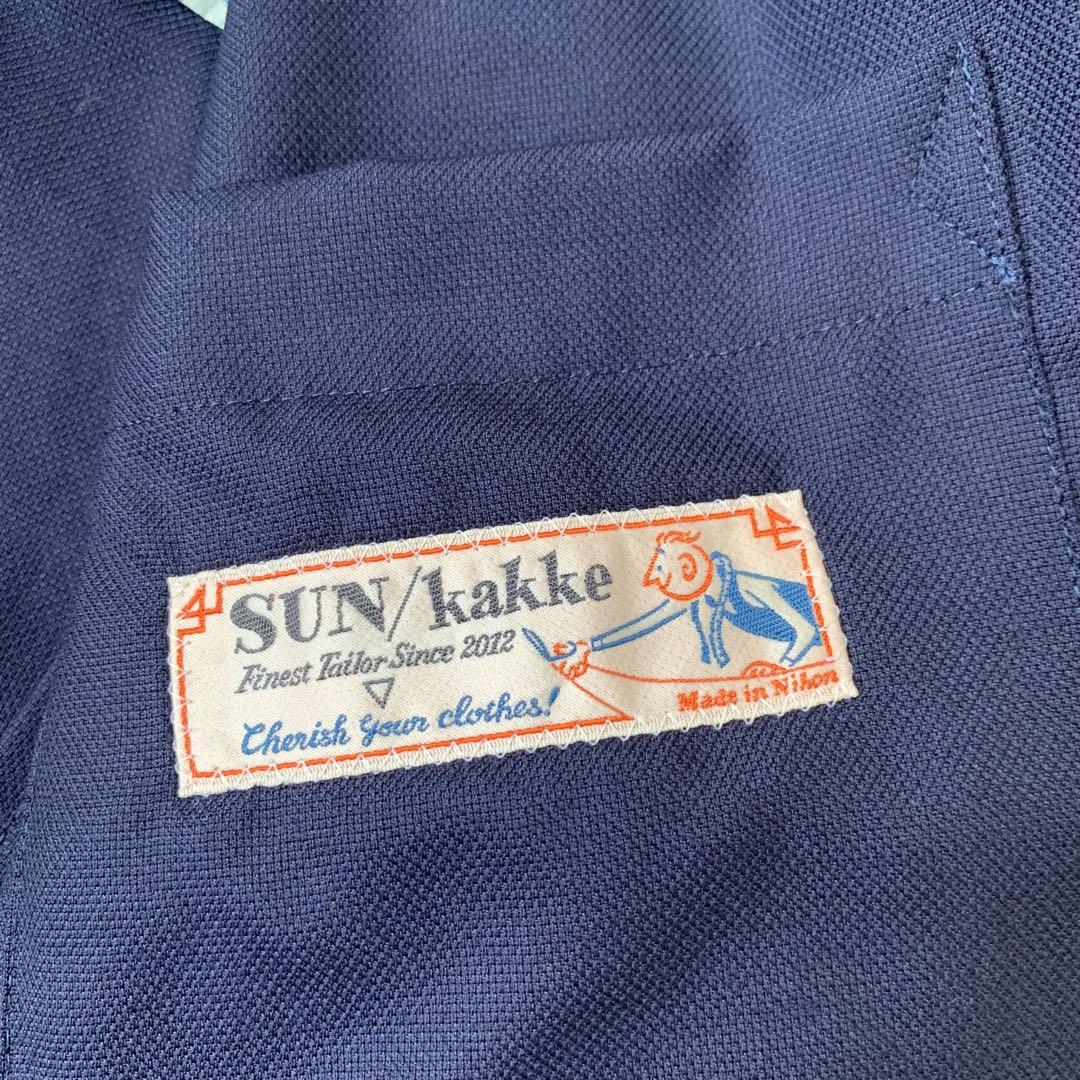 SUN/kakke
Finest Tailor-Since 2012
Cherish your clothes!
Made in Nihon